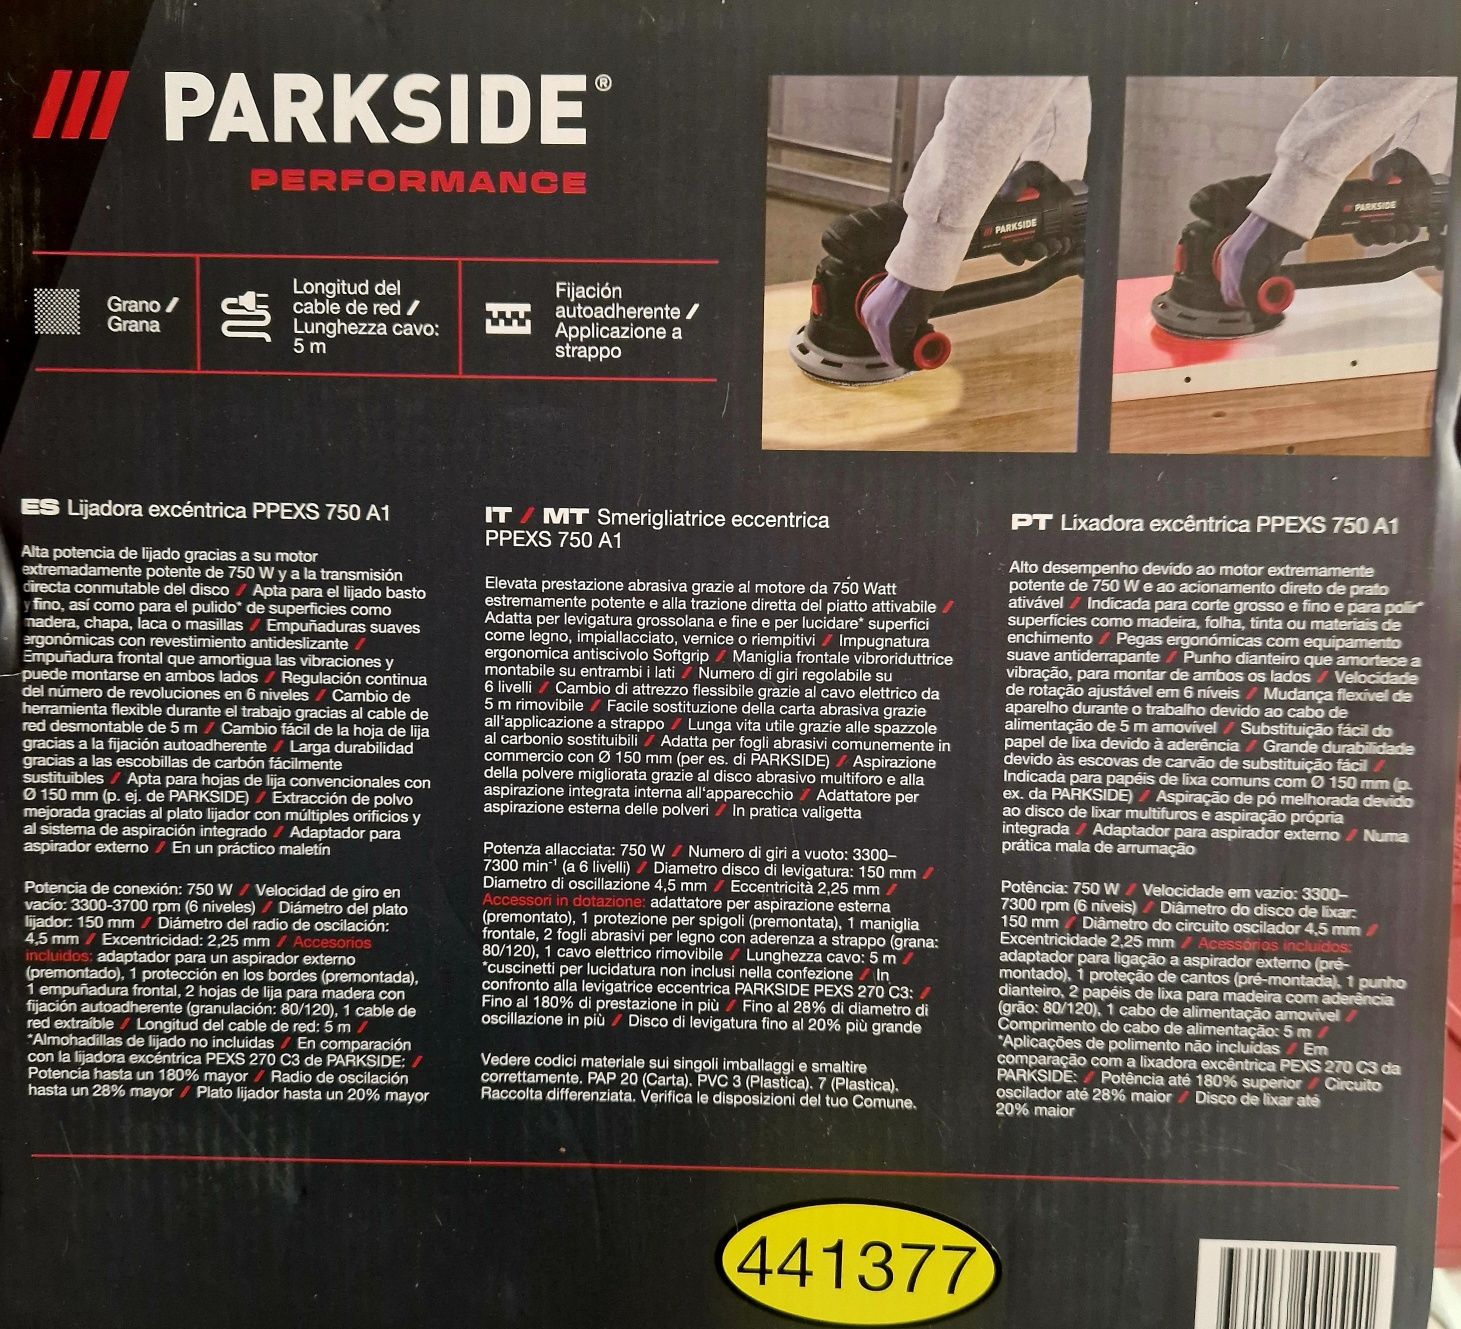 PARKSIDE®
PERFORMANCE
Grano /
Grana
Longitud del
cable de red /
Lunghezza cavo:
5 m
Fijación
autoadherente /
Applicazione a
strappo
/// PARKSIDE
/// PARKSIDE
ES Lijadora excéntrica PPEXS 750 A1
Alta potencia de lijado gracias a su motor
extremadamente potente de 750 W y a la transmisión
directa conmutable del disco / Apta para el lijado basto
y fino, así como para el pulido* de superficies como
madera, chapa, laca o masillas / Empuñaduras suaves
ergonómicas con revestimiento antideslizante /
Empuñadura frontal que amortigua las vibraciones y
puede montarse en ambos lados / Regulación continua
del número de revoluciones en 6 niveles / Cambio de
herramienta flexible durante el trabajo gracias al cable de
red desmontable de 5 m / Cambio fácil de la hoja de lija
gracias a la fijación autoadherente / Larga durabilidad
gracias a las escobillas de carbón fácilmente
sustituibles / Apta para hojas de lija convencionales con
Ø 150 mm (p. ej. de PARKSIDE) / Extracción de polvo
mejorada gracias al plato lijador con múltiples orificios y
al sistema de aspiración integrado / Adaptador para
aspirador externo / En un práctico maletín
Potencia de conexión: 750 W / Velocidad de giro en
vacío: 3300-3700 rpm (6 niveles) / Diámetro del plato
lijador: 150 mm / Diámetro del radio de oscilación:
4,5 mm / Excentricidad: 2,25 mm / Accesorios
incluidos: adaptador para un aspirador externo
(premontado), 1 protección en los bordes (premontada),
1 empuñadura frontal, 2 hojas de lija para madera con
fijación autoadherente (granulación: 80/120), 1 cable de
red extraíble / Longitud del cable de red: 5 m /
*Almohadillas de lijado no incluidas / En comparación
con la lijadora excéntrica PEXS 270 C3 de PARKSIDE: /
Potencia hasta un 180% mayor / Radio de oscilación
hasta un 28% mayor / Plato lijador hasta un 20% mayor
IT / MT Smerigliatrice eccentrica
PPEXS 750 A1
Elevata prestazione abrasiva grazie al motore da 750 Watt
estremamente potente e alla trazione diretta del piatto attivabile /
Adatta per levigatura grossolana e fine e per lucidare* superfici
come legno, impiallacciato, vernice o riempitivi / Impugnatura
ergonomica antiscivolo Softgrip / Maniglia frontale vibroriduttrice
montabile su entrambi i lati / Numero di giri regolabile su
6 livelli / Cambio di attrezzo flessibile grazie al cavo elettrico da
5 m rimovibile / Facile sostituzione della carta abrasiva grazie
all'applicazione a strappo / Lunga vita utile grazie alle spazzole
al carbonio sostituibili / Adatta per fogli abrasivi comunemente in
commercio con Ø 150 mm (per es. di PARKSIDE) / Aspirazione
della polvere migliorata grazie al disco abrasivo multiforo e alla
aspirazione integrata interna all'apparecchio / Adattatore per
aspirazione esterna delle polveri / In pratica valigetta
Potenza allacciata: 750 W / Numero di giri a vuoto: 3300–
7300 min⁻¹ (a 6 livelli) / Diametro disco di levigatura: 150 mm /
Diametro di oscillazione 4,5 mm / Eccentricità 2,25 mm /
Accessori in dotazione: adattatore per aspirazione esterna
(premontato), 1 protezione per spigoli (premontata), 1 maniglia
frontale, 2 fogli abrasivi per legno con aderenza a strappo (grana:
80/120), 1 cavo elettrico rimovibile / Lunghezza cavo: 5 m /
*cuscinetti per lucidatura non inclusi nella confezione / In
confronto alla levigatrice eccentrica PARKSIDE PEXS 270 C3: /
Fino al 180% di prestazione in più / Fino al 28% di diametro di
oscillazione in più / Disco di levigatura fino al 20% più grande
Vedere codici materiale sui singoli imballaggi e smaltire
correttamente. PAP 20 (Carta). PVC 3 (Plastica). 7 (Plastica).
Raccolta differenziata. Verifica le disposizioni del tuo Comune.
PT Lixadora excêntrica PPEXS 750 A1
Alto desempenho devido ao motor extremamente
potente de 750 W e ao acionamento direto de prato
ativável / Indicada para corte grosso e fino e para polir*
superfícies como madeira, folha, tinta ou materiais de
enchimento / Pegas ergonómicas com equipamento
suave antiderrapante / Punho dianteiro que amortece a
vibração, para montar de ambos os lados / Velocidade
de rotação ajustável em 6 níveis / Mudança flexível de
aparelho durante o trabalho devido ao cabo de
alimentação de 5 m amovível / Substituição fácil do
papel de lixa devido à aderência / Grande durabilidade
devido às escovas de carvão de substituição fácil /
Indicada para papéis de lixa comuns com Ø 150 mm (p.
ex. da PARKSIDE) / Aspiração de pó melhorada devido
ao disco de lixar multifuros e aspiração própria
integrada / Adaptador para aspirador externo / Numa
prática mala de arrumação
Potência: 750 W / Velocidade em vazio: 3300–
7300 rpm (6 níveis) / Diâmetro do disco de lixar:
150 mm / Diâmetro do circuito oscilador 4,5 mm /
Excentricidade 2,25 mm / Acessórios incluídos:
adaptador para ligação a aspirador externo (pré-
montado), 1 proteção de cantos (pré-montada), 1 punho
dianteiro, 2 papéis de lixa para madeira com aderência
(grão: 80/120), 1 cabo de alimentação amovível /
Comprimento do cabo de alimentação: 5 m /
*Aplicações de polimento não incluídas / Em
comparação com a lixadora excêntrica PEXS 270 C3 da
PARKSIDE: / Potência até 180% superior / Circuito
oscilador até 28% maior / Disco de lixar até
20% maior
441377